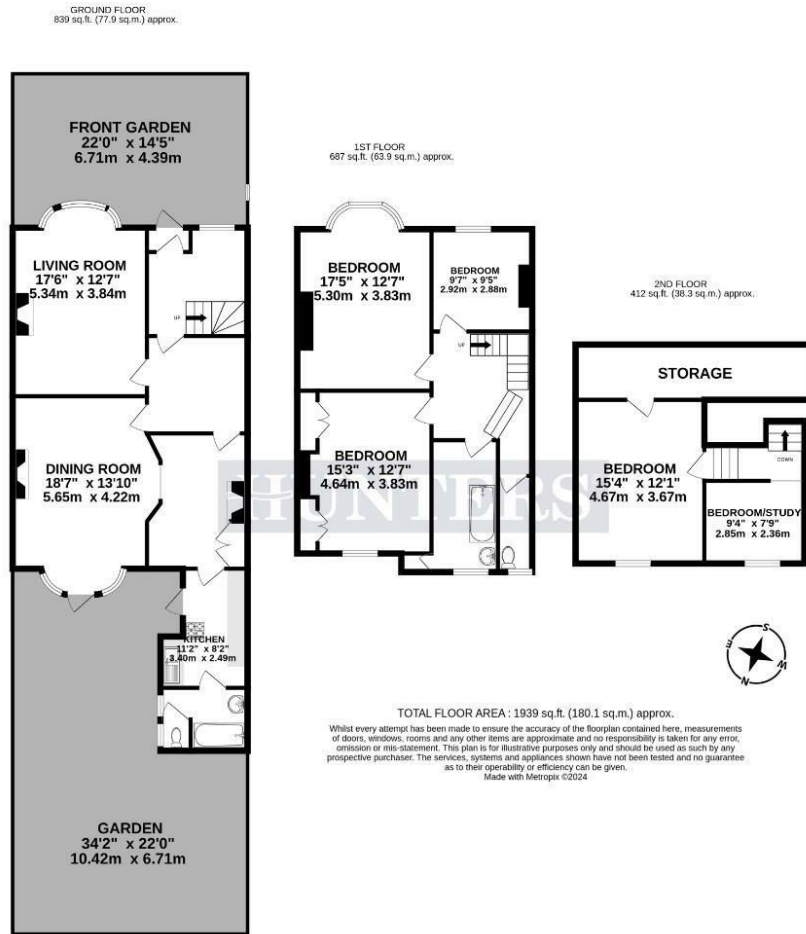 GROUND FLOOR
839 sq.ft. (77.9 sq.m.) approx.
FRONT GARDEN
22'0" x 14'5"
6.71m x 4.39m
LIVING ROOM
17'6" x 12'7"
5.34m x 3.84m
UP
DINING ROOM
18'7" x 13'10"
5.65m x 4.22m
KITCHEN
11'2" x 8'2"
3.40m x 2.49m
GARDEN
34'2" x 22'0"
10.42m x 6.71m
1ST FLOOR
687 sq.ft. (63.9 sq.m.) approx.
BEDROOM
17'5" x 12'7"
5.30m x 3.83m
BEDROOM
9'7" x 9'5"
2.92m x 2.88m
UP
BEDROOM
15'3" x 12'7"
4.64m x 3.83m
HUNTERS
2ND FLOOR
412 sq.ft. (38.3 sq.m.) approx.
STORAGE
BEDROOM
15'4" x 12'1"
4.67m x 3.67m
DOWN
BEDROOM/STUDY
9'4" x 7'9"
2.85m x 2.36m
S
E
W
N
TOTAL FLOOR AREA : 1939 sq.ft. (180.1 sq.m.) approx.
Whilst every attempt has been made to ensure the accuracy of the floorplan contained here, measurements
of doors, windows, rooms and any other items are approximate and no responsibility is taken for any error,
omission or mis-statement. This plan is for illustrative purposes only and should be used as such by any
prospective purchaser. The services, systems and appliances shown have not been tested and no guarantee
as to their operability or efficiency can be given.
Made with Metropix ©2024